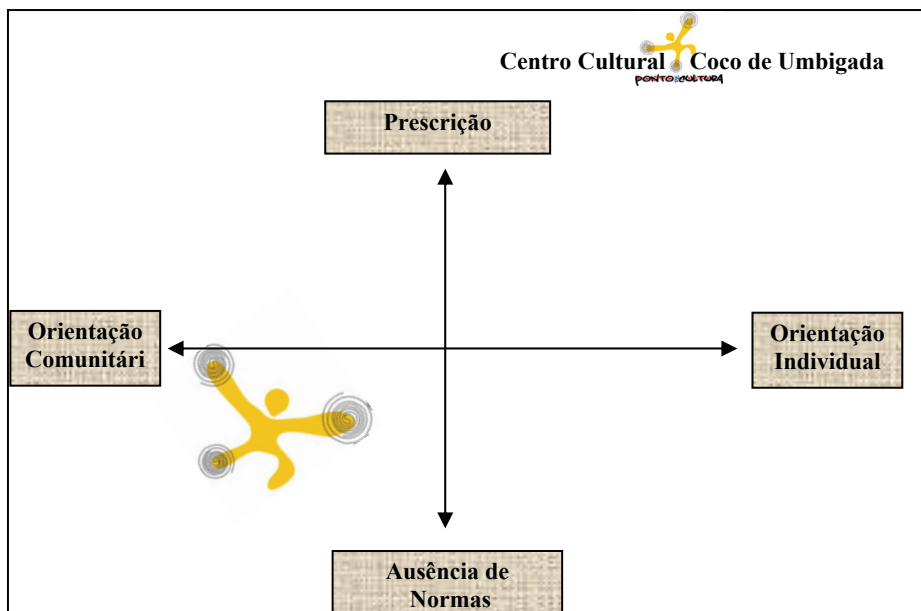 Centro Cultural Coco de Umbigada
PONTO DE CULTURA
Prescrição
Orientação
Comunitári
Orientação
Individual
Ausência de
Normas